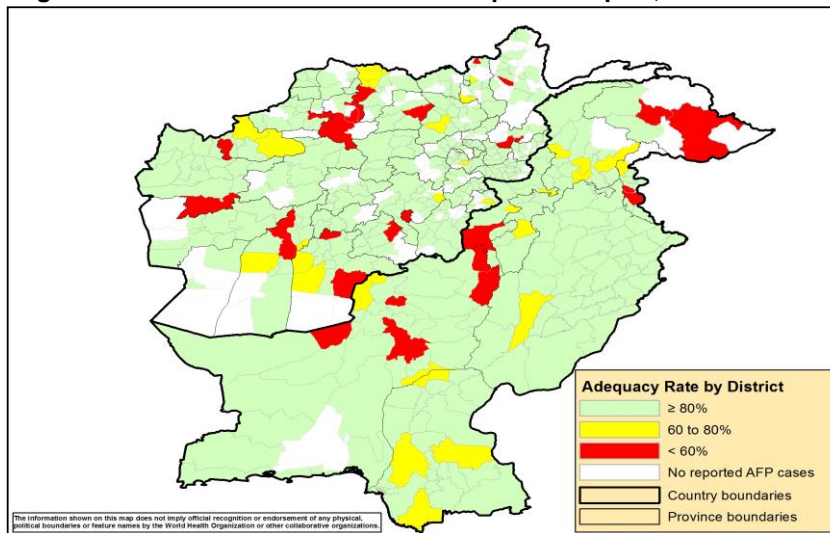 Adequacy Rate by District
≥ 80%
60 to 80%
< 60%
No reported AFP cases
Country boundaries
Province boundaries
The information shown on this map does not imply official recognition or endorsement of any physical,
political boundaries or feature names by the World Health Organization or other collaborative organizations.